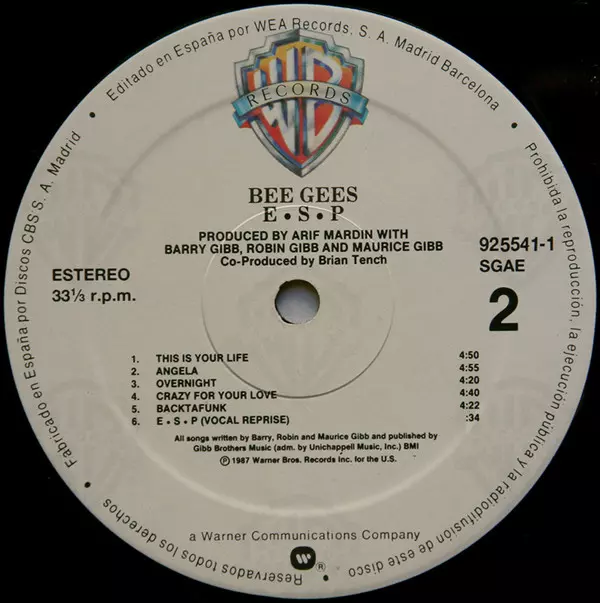 Editado en España por WEA Records, S. A. Madrid Barcelona
WB
RECORDS
BEE GEES
E • S • P
PRODUCED BY ARIF MARDIN WITH
BARRY GIBB, ROBIN GIBB AND MAURICE GIBB
Co-Produced by Brian Tench
ESTEREO
33⅓ r.p.m.
925541-1
SGAE
2
1. THIS IS YOUR LIFE 4:50
2. ANGELA 4:55
3. OVERNIGHT 4:20
4. CRAZY FOR YOUR LOVE 4:40
5. BACKTAFUNK 4:22
6. E • S • P (VOCAL REPRISE) :34
All songs written by Barry, Robin and Maurice Gibb and published by
Gibb Brothers Music (adm. by Unichappell Music, Inc.) BMI
℗ 1987 Warner Bros. Records Inc. for the U.S.
a Warner Communications Company
W ®
• Prohibida la reproducción, la ejecución pública y la radiodifusión de este disco
• Reservados todos los derechos
• Fabricado en España por Discos CBS S. A. Madrid •